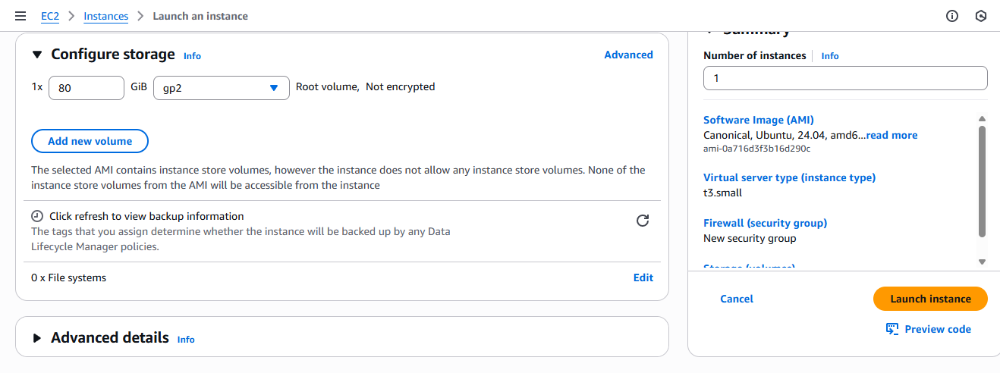 EC2 > Instances > Launch an instance
Configure storage Info
Advanced
1x 80 GiB gp2 Root volume, Not encrypted
Add new volume
The selected AMI contains instance store volumes, however the instance does not allow any instance store volumes. None of the
instance store volumes from the AMI will be accessible from the instance
Click refresh to view backup information
The tags that you assign determine whether the instance will be backed up by any Data
Lifecycle Manager policies.
0 x File systems
Edit
Advanced details Info
Summary
Number of instances Info
1
Software Image (AMI)
Canonical, Ubuntu, 24.04, amd6...read more
ami-0a716d3f3b16d290c
Virtual server type (instance type)
t3.small
Firewall (security group)
New security group
Storage (volumes)
Cancel
Launch instance
Preview code